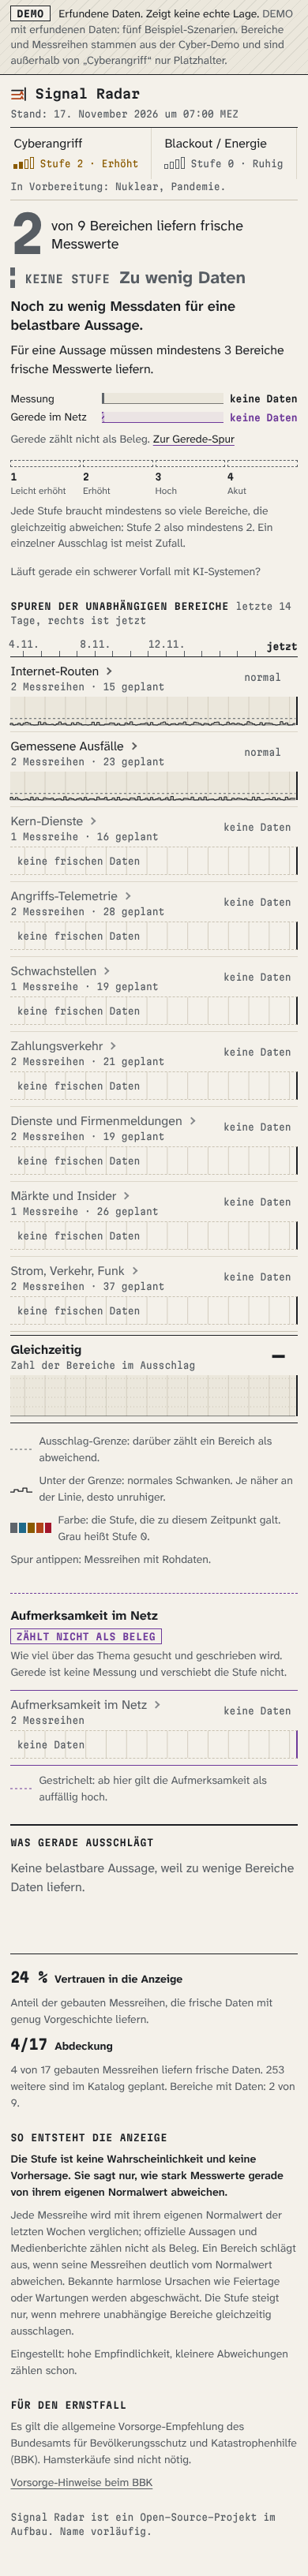 DEMO Erfundene Daten. Zeigt keine echte Lage. DEMO
mit erfundenen Daten: fünf Beispiel-Szenarien. Bereiche
und Messreihen stammen aus der Cyber-Demo und sind
außerhalb von „Cyberangriff“ nur Platzhalter.
Signal Radar
Stand: 17. November 2026 um 07:00 MEZ
Cyberangriff
Stufe 2 · Erhöht
Blackout / Energie
Stufe 0 · Ruhig
In Vorbereitung: Nuklear, Pandemie.
2 von 9 Bereichen liefern frische
Messwerte
KEINE STUFE Zu wenig Daten
Noch zu wenig Messdaten für eine
belastbare Aussage.
Für eine Aussage müssen mindestens 3 Bereiche
frische Messwerte liefern.
Messung keine Daten
Gerede im Netz keine Daten
Gerede zählt nicht als Beleg. Zur Gerede-Spur
1 2 3 4
Leicht erhöht Erhöht Hoch Akut
Jede Stufe braucht mindestens so viele Bereiche, die
gleichzeitig abweichen: Stufe 2 also mindestens 2. Ein
einzelner Ausschlag ist meist Zufall.
Läuft gerade ein schwerer Vorfall mit KI-Systemen?
SPUREN DER UNABHÄNGIGEN BEREICHE letzte 14
Tage, rechts ist jetzt
4.11. 8.11. 12.11. jetzt
Internet-Routen > normal
2 Messreihen · 15 geplant
Gemessene Ausfälle > normal
2 Messreihen · 23 geplant
Kern-Dienste > keine Daten
1 Messreihe · 16 geplant
keine frischen Daten
Angriffs-Telemetrie > keine Daten
2 Messreihen · 28 geplant
keine frischen Daten
Schwachstellen > keine Daten
1 Messreihe · 19 geplant
keine frischen Daten
Zahlungsverkehr > keine Daten
2 Messreihen · 21 geplant
keine frischen Daten
Dienste und Firmenmeldungen > keine Daten
2 Messreihen · 19 geplant
keine frischen Daten
Märkte und Insider > keine Daten
1 Messreihe · 26 geplant
keine frischen Daten
Strom, Verkehr, Funk > keine Daten
2 Messreihen · 37 geplant
keine frischen Daten
Gleichzeitig –
Zahl der Bereiche im Ausschlag
Ausschlag-Grenze: darüber zählt ein Bereich als
abweichend.
Unter der Grenze: normales Schwanken. Je näher an
der Linie, desto unruhiger.
Farbe: die Stufe, die zu diesem Zeitpunkt galt.
Grau heißt Stufe 0.
Spur antippen: Messreihen mit Rohdaten.
Aufmerksamkeit im Netz
ZÄHLT NICHT ALS BELEG
Wie viel über das Thema gesucht und geschrieben wird.
Gerede ist keine Messung und verschiebt die Stufe nicht.
Aufmerksamkeit im Netz > keine Daten
2 Messreihen
keine Daten
Gestrichelt: ab hier gilt die Aufmerksamkeit als
auffällig hoch.
WAS GERADE AUSSCHLÄGT
Keine belastbare Aussage, weil zu wenige Bereiche
Daten liefern.
24 % Vertrauen in die Anzeige
Anteil der gebauten Messreihen, die frische Daten mit
genug Vorgeschichte liefern.
4/17 Abdeckung
4 von 17 gebauten Messreihen liefern frische Daten. 253
weitere sind im Katalog geplant. Bereiche mit Daten: 2 von
9.
SO ENTSTEHT DIE ANZEIGE
Die Stufe ist keine Wahrscheinlichkeit und keine
Vorhersage. Sie sagt nur, wie stark Messwerte gerade
von ihrem eigenen Normalwert abweichen.
Jede Messreihe wird mit ihrem eigenen Normalwert der
letzten Wochen verglichen; offizielle Aussagen und
Medienberichte zählen nicht als Beleg. Ein Bereich schlägt
aus, wenn seine Messreihen deutlich vom Normalwert
abweichen. Bekannte harmlose Ursachen wie Feiertage
oder Wartungen werden abgeschwächt. Die Stufe steigt
nur, wenn mehrere unabhängige Bereiche gleichzeitig
ausschlagen.
Eingestellt: hohe Empfindlichkeit, kleinere Abweichungen
zählen schon.
FÜR DEN ERNSTFALL
Es gilt die allgemeine Vorsorge-Empfehlung des
Bundesamts für Bevölkerungsschutz und Katastrophenhilfe
(BBK). Hamsterkäufe sind nicht nötig.
Vorsorge-Hinweise beim BBK
Signal Radar ist ein Open-Source-Projekt im
Aufbau. Name vorläufig.